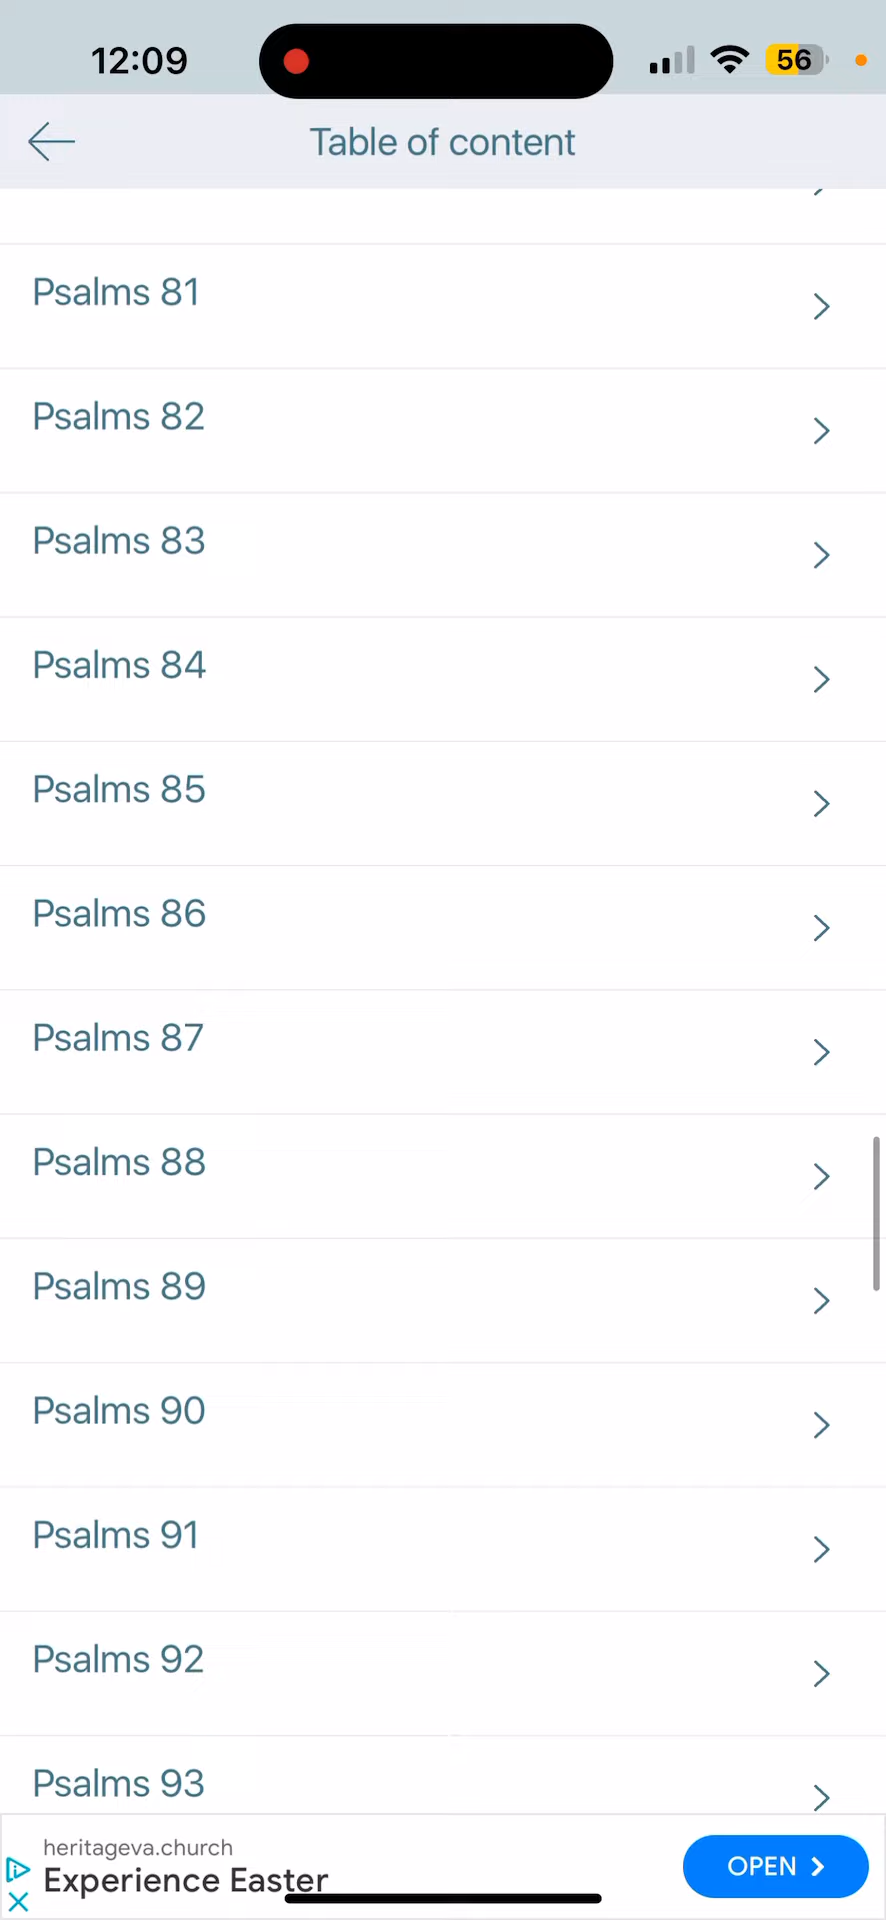 12:09
56
Table of content
Psalms 81
Psalms 82
Psalms 83
Psalms 84
Psalms 85
Psalms 86
Psalms 87
Psalms 88
Psalms 89
Psalms 90
Psalms 91
Psalms 92
Psalms 93
heritageva.church
Experience Easter
OPEN